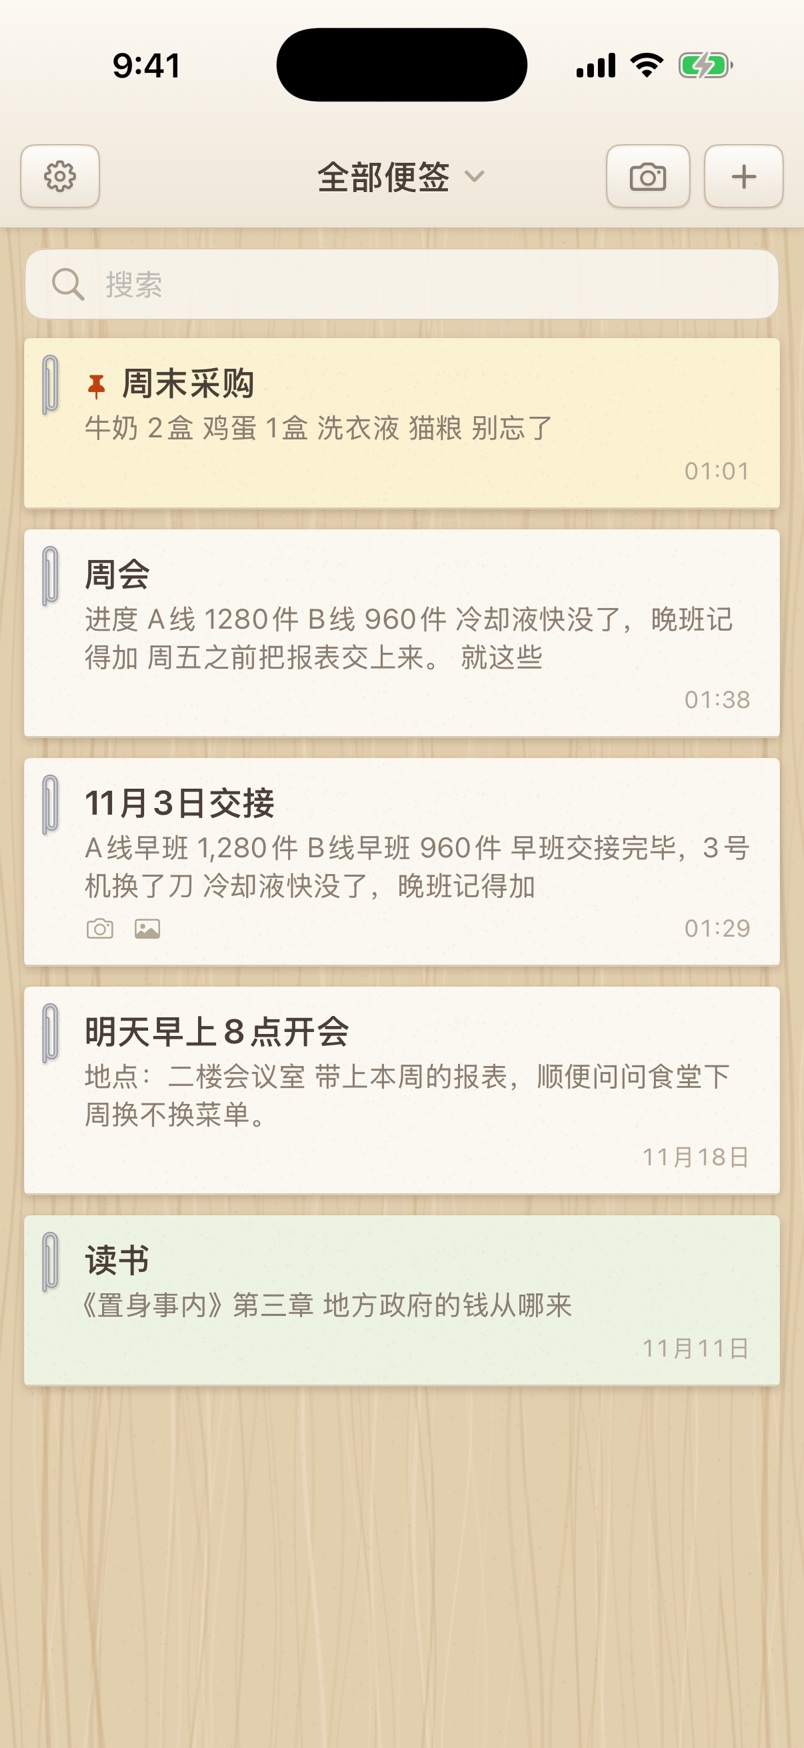 9:41
全部便签
搜索
周末采购
牛奶 2盒 鸡蛋 1盒 洗衣液 猫粮 别忘了
01:01
周会
进度 A线 1280件 B线 960件 冷却液快没了，晚班记
得加 周五之前把报表交上来。 就这些
01:38
11月3日交接
A线早班 1,280件 B线早班 960件 早班交接完毕，3号
机换了刀 冷却液快没了，晚班记得加
01:29
明天早上8点开会
地点：二楼会议室 带上本周的报表，顺便问问食堂下
周换不换菜单。
11月18日
读书
《置身事内》第三章 地方政府的钱从哪来
11月11日